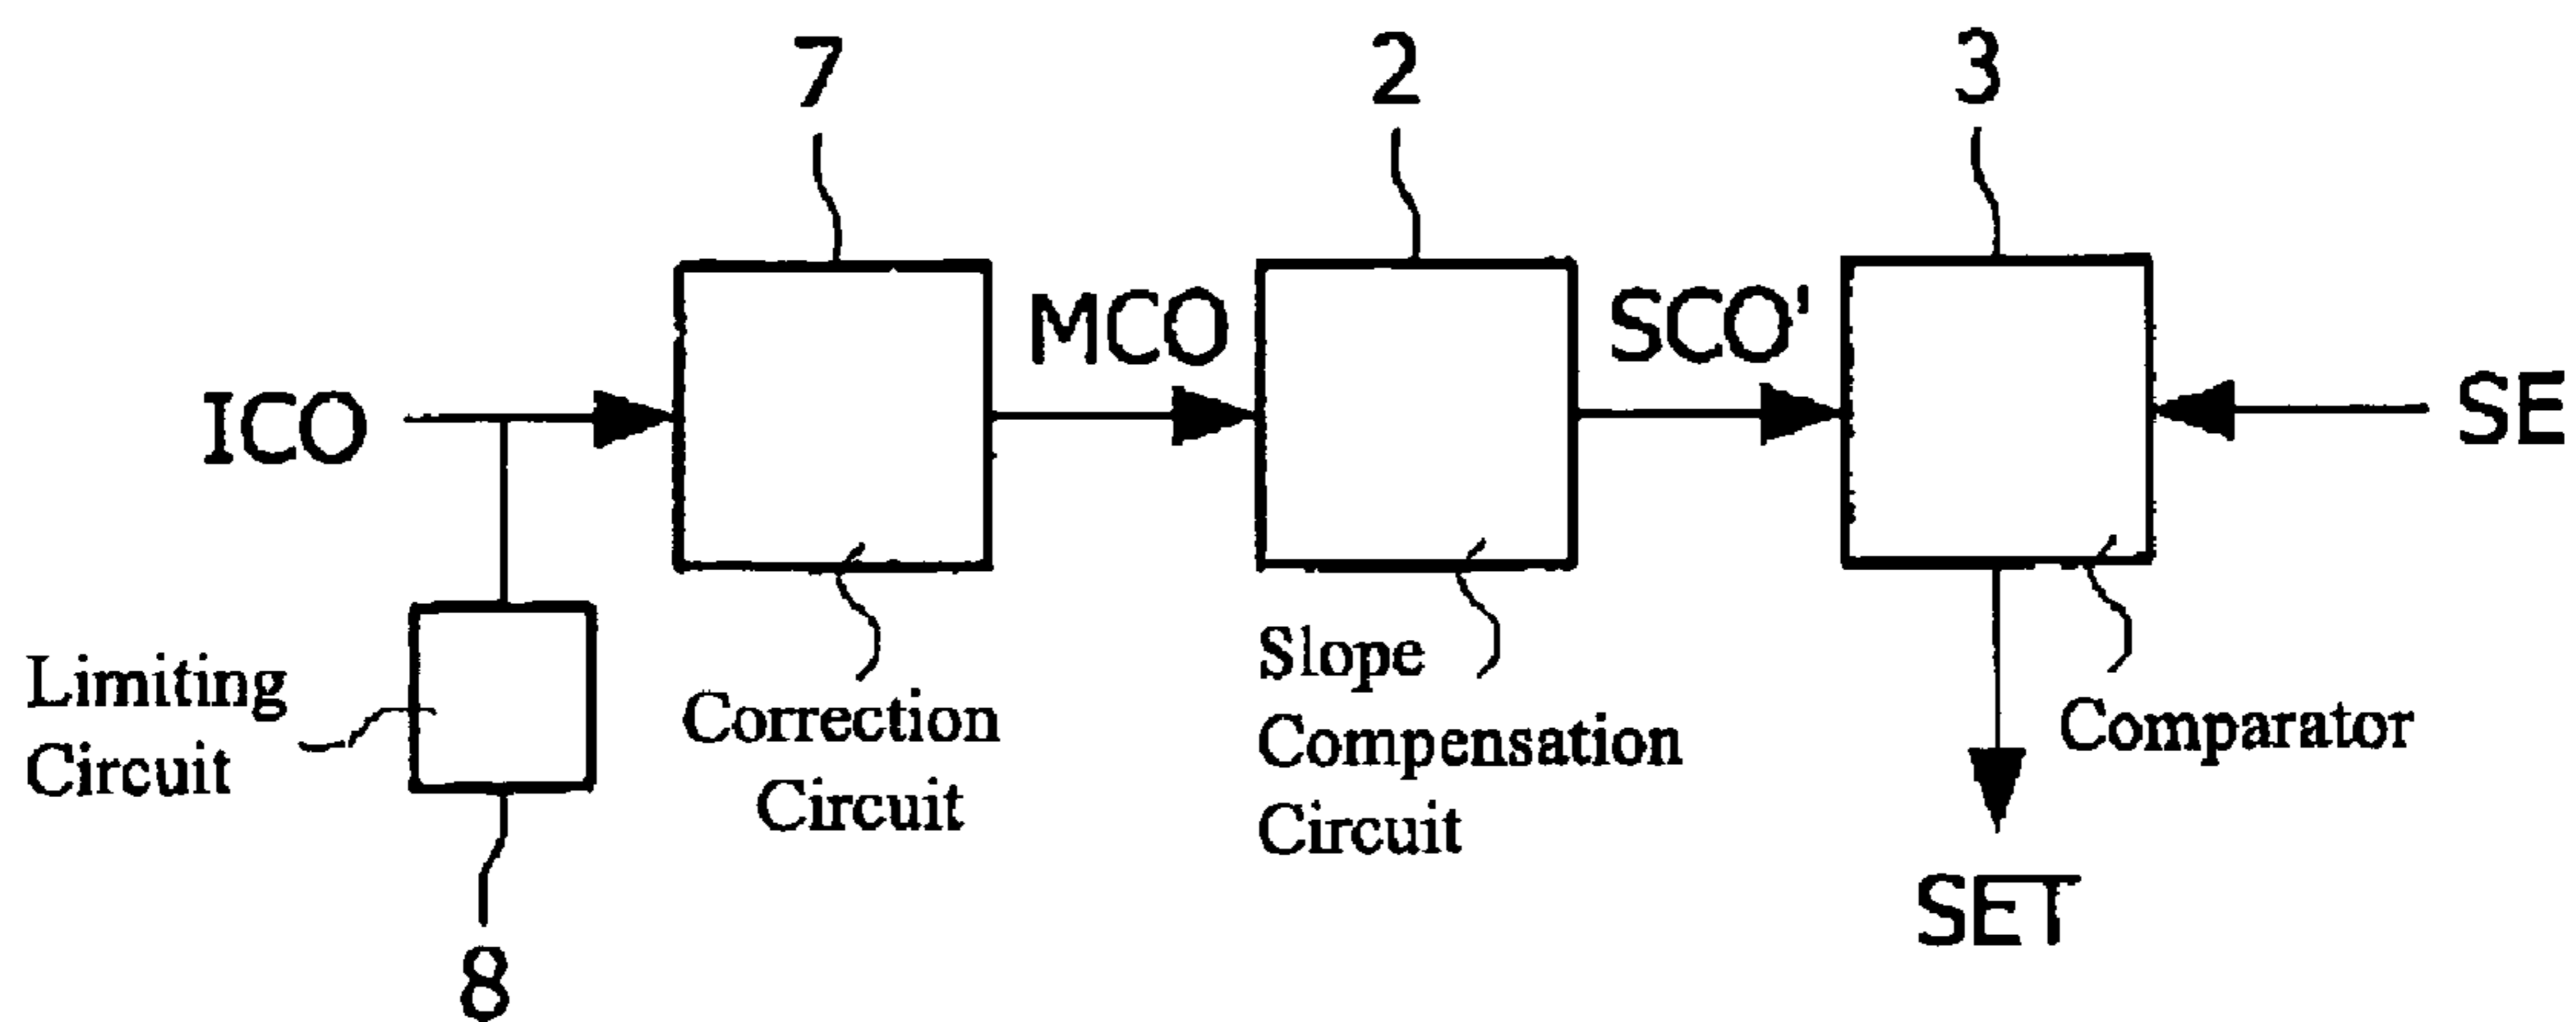 7
2
3
MCO
SCO'
ICO
SE
Limiting
Circuit
Correction
Circuit
Slope
Compensation
Circuit
Comparator
SET
8